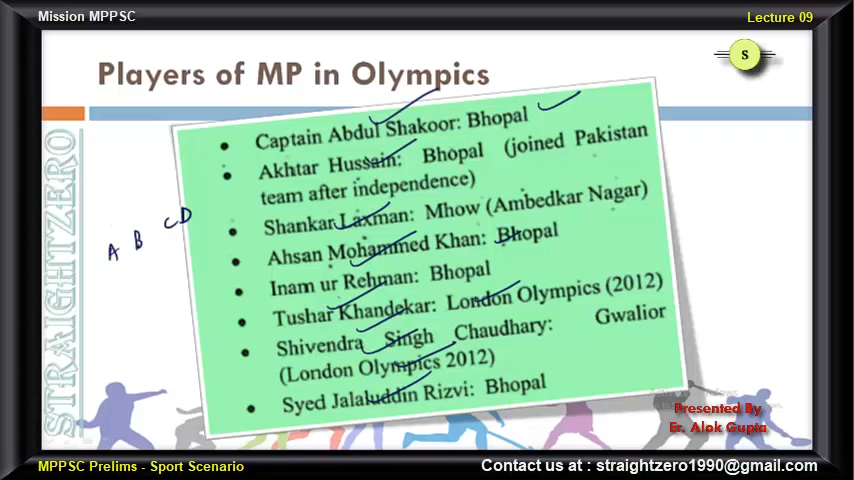 Mission MPPSC
Lecture 09
S
Players of MP in Olympics
STRAIGHTZERO
• Captain Abdul Shakoor: Bhopal
• Akhtar Hussain: Bhopal (joined Pakistan
team after independence)
• Shankar Laxman: Mhow (Ambedkar Nagar)
• Ahsan Mohammed Khan: Bhopal
• Inam ur Rehman: Bhopal
• Tushar Khandekar: London Olympics (2012)
• Shivendra Singh Chaudhary: Gwalior
(London Olympics 2012)
• Syed Jalaluddin Rizvi: Bhopal
A B C D
Presented By
Er. Alok Gupta
MPPSC Prelims - Sport Scenario
Contact us at : straightzero1990@gmail.com